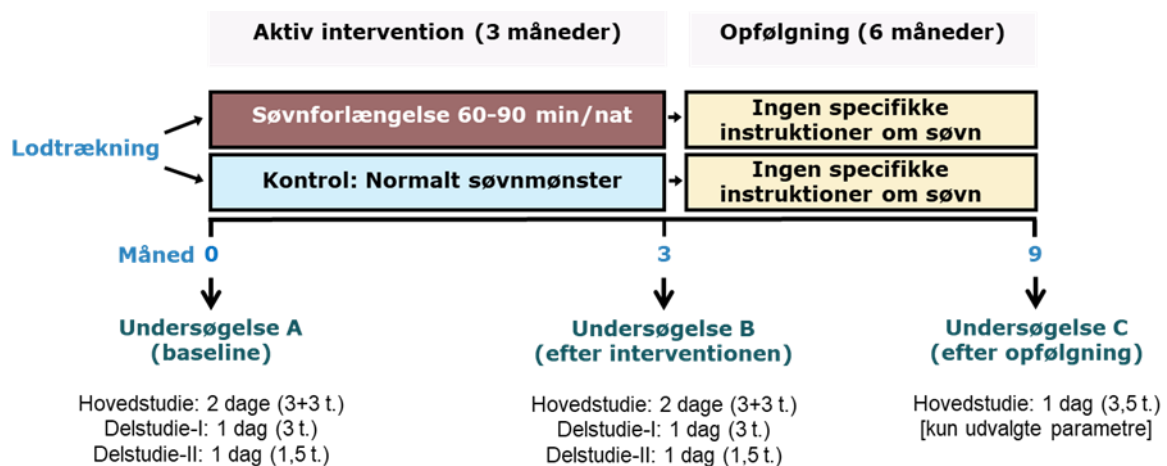 Aktiv intervention (3 måneder)
Opfølgning (6 måneder)
Lodtrækning
Søvnforlængelse 60-90 min/nat
Ingen specifikke
instruktioner om søvn
Kontrol: Normalt søvnmønster
Ingen specifikke
instruktioner om søvn
Måned 0 3 9
Undersøgelse A
(baseline)
Hovedstudie: 2 dage (3+3 t.)
Delstudie-I: 1 dag (3 t.)
Delstudie-II: 1 dag (1,5 t.)
Undersøgelse B
(efter interventionen)
Hovedstudie: 2 dage (3+3 t.)
Delstudie-I: 1 dag (3 t.)
Delstudie-II: 1 dag (1,5 t.)
Undersøgelse C
(efter opfølgning)
Hovedstudie: 1 dag (3,5 t.)
[kun udvalgte parametre]